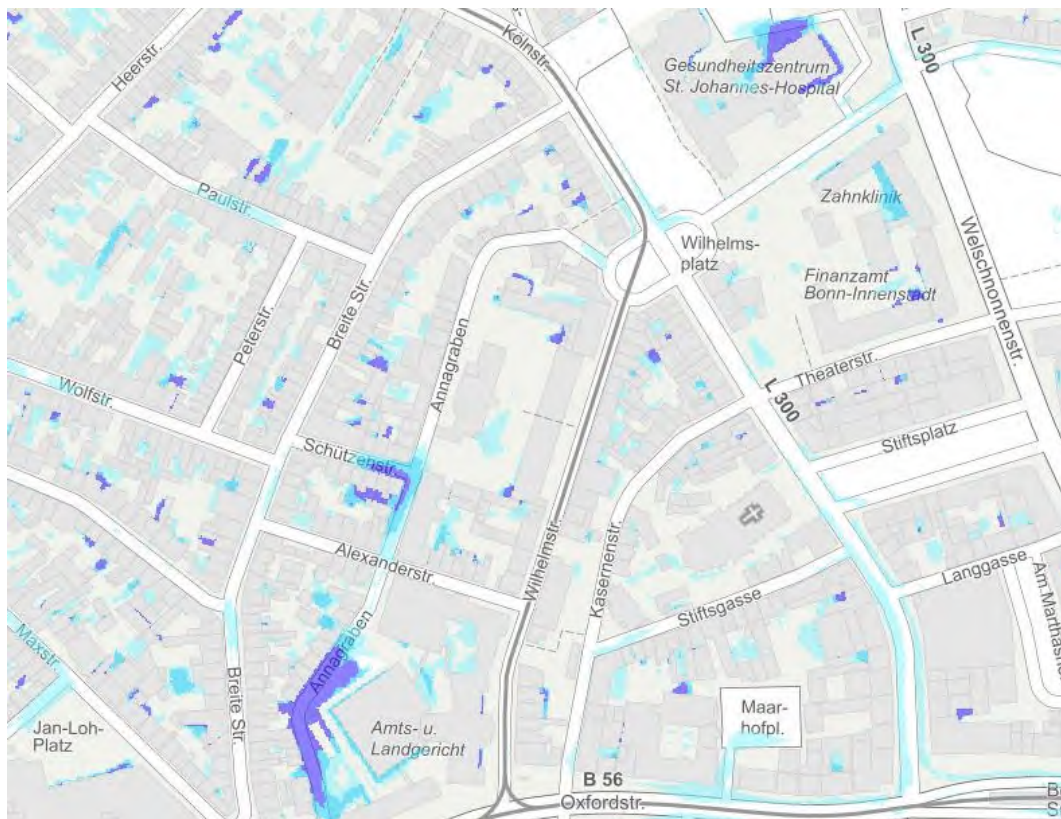 Kölnstr.
L 300
Heerstr.
Gesundheitszentrum
St. Johannes-Hospital
Paulstr.
Zahnklinik
Wilhelms-
platz
Welschnonnenstr.
Finanzamt
Bonn-Innenstadt
Peterstr.
Breite Str.
Annagraben
Theaterstr.
Wolfstr.
L 300
Schützenstr.
Stiftsplatz
Alexanderstr.
Wilhelmstr.
Kasernenstr.
Langgasse
Stiftsgasse
Maxstr.
Annagraben
Breite Str.
Jan-Loh-
Platz
Amts- u.
Landgericht
Maar-
hofpl.
B 56
Oxfordstr.